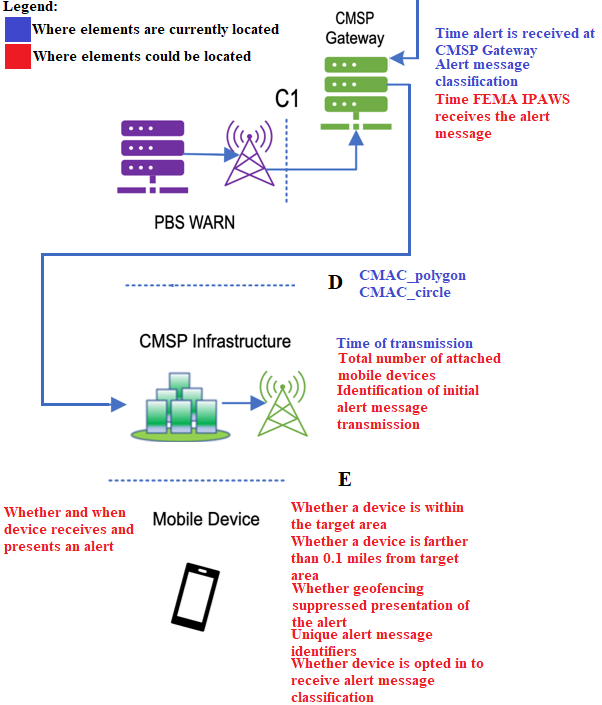 Legend:
Where elements are currently located
Where elements could be located
CMSP
Gateway
Time alert is received at
CMSP Gateway
Alert message
classification
Time FEMA IPAWS
receives the alert
message
C1
PBS WARN
D
CMAC_polygon
CMAC_circle
CMSP Infrastructure
Time of transmission
Total number of attached
mobile devices
Identification of initial
alert message
transmission
E
Whether and when
device receives and
presents an alert
Mobile Device
Whether a device is within
the target area
Whether a device is farther
than 0.1 miles from target
area
Whether geofencing
suppressed presentation of
the alert
Unique alert message
identifiers
Whether device is opted in to
receive alert message
classification